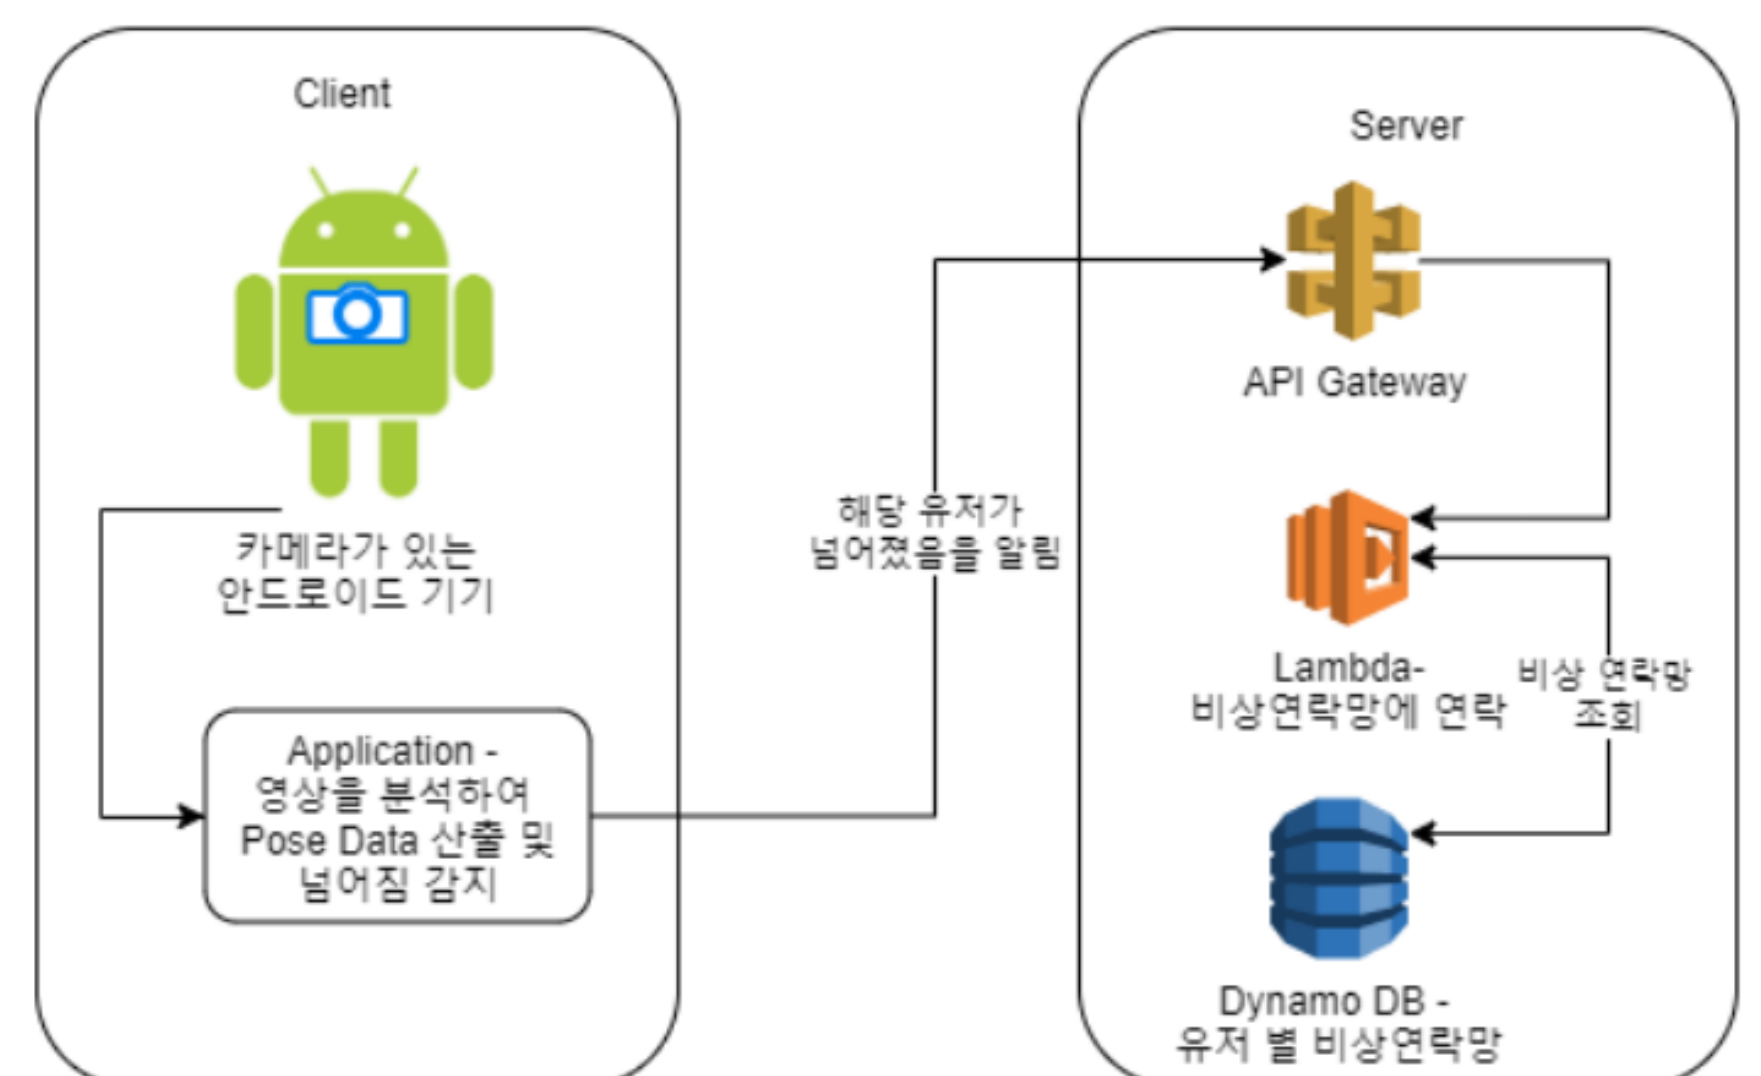 Client
카메라가 있는
안드로이드 기기
Application -
영상을 분석하여
Pose Data 산출 및
넘어짐 감지
해당 유저가
넘어졌음을 알림
Server
API Gateway
Lambda-
비상연락망에 연락
비상 연락망
조회
Dynamo DB -
유저 별 비상연락망